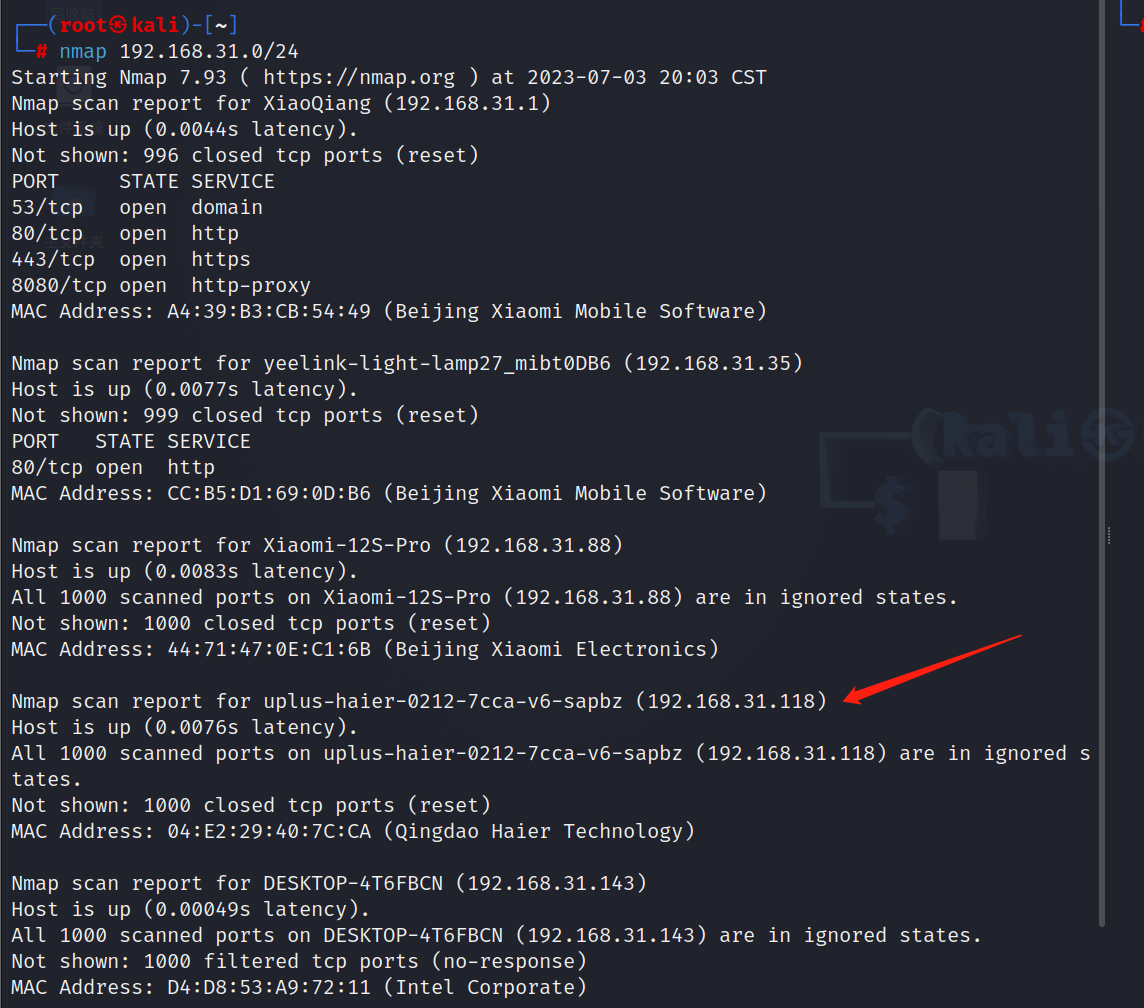 ┌──(root㉿kali)-[~]
└─# nmap 192.168.31.0/24
Starting Nmap 7.93 ( https://nmap.org ) at 2023-07-03 20:03 CST
Nmap scan report for XiaoQiang (192.168.31.1)
Host is up (0.0044s latency).
Not shown: 996 closed tcp ports (reset)
PORT     STATE SERVICE
53/tcp   open  domain
80/tcp   open  http
443/tcp  open  https
8080/tcp open  http-proxy
MAC Address: A4:39:B3:CB:54:49 (Beijing Xiaomi Mobile Software)

Nmap scan report for yeelink-light-lamp27_mibt0DB6 (192.168.31.35)
Host is up (0.0077s latency).
Not shown: 999 closed tcp ports (reset)
PORT   STATE SERVICE
80/tcp open  http
MAC Address: CC:B5:D1:69:0D:B6 (Beijing Xiaomi Mobile Software)

Nmap scan report for Xiaomi-12S-Pro (192.168.31.88)
Host is up (0.0083s latency).
All 1000 scanned ports on Xiaomi-12S-Pro (192.168.31.88) are in ignored states.
Not shown: 1000 closed tcp ports (reset)
MAC Address: 44:71:47:0E:C1:6B (Beijing Xiaomi Electronics)

Nmap scan report for uplus-haier-0212-7cca-v6-sapbz (192.168.31.118)
Host is up (0.0076s latency).
All 1000 scanned ports on uplus-haier-0212-7cca-v6-sapbz (192.168.31.118) are in ignored s
tates.
Not shown: 1000 closed tcp ports (reset)
MAC Address: 04:E2:29:40:7C:CA (Qingdao Haier Technology)

Nmap scan report for DESKTOP-4T6FBCN (192.168.31.143)
Host is up (0.00049s latency).
All 1000 scanned ports on DESKTOP-4T6FBCN (192.168.31.143) are in ignored states.
Not shown: 1000 filtered tcp ports (no-response)
MAC Address: D4:D8:53:A9:72:11 (Intel Corporate)
(kali㉿
$